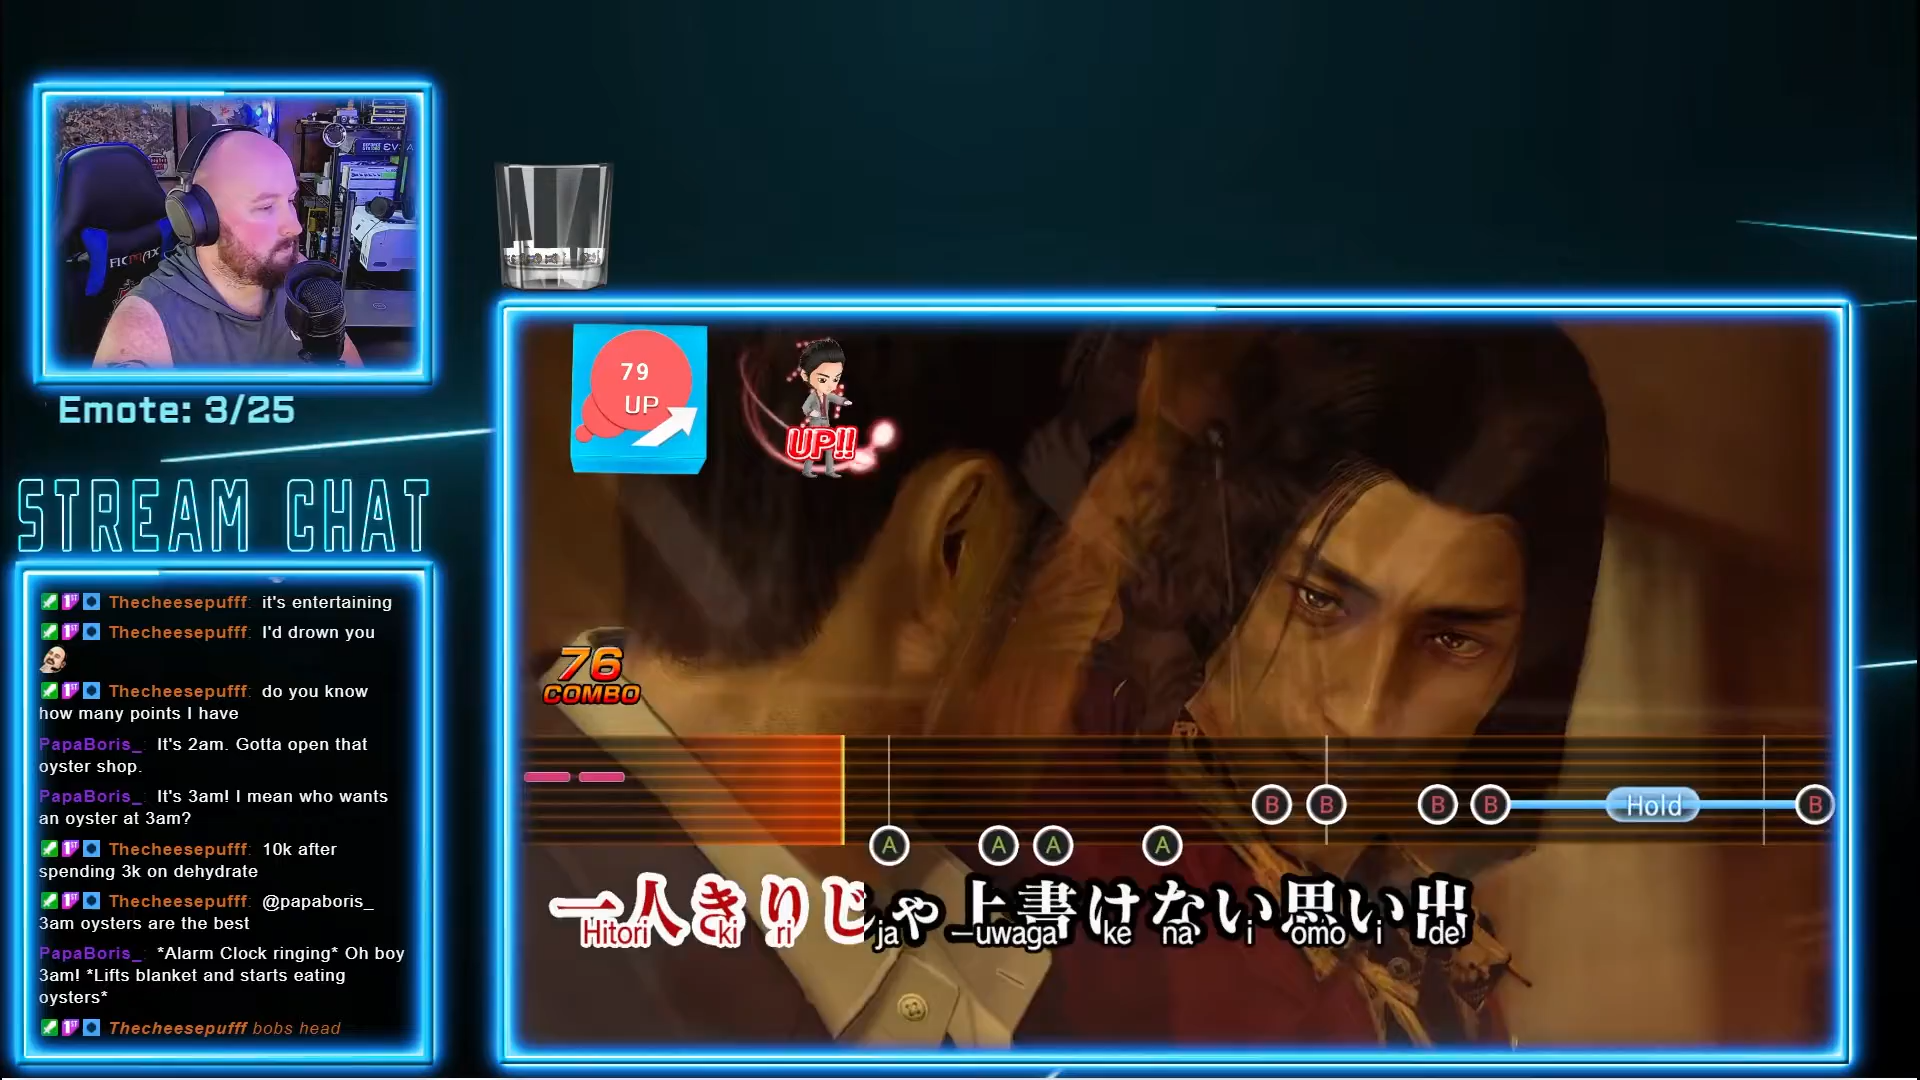 EVGA
FICMAX
Emote: 3/25
STREAM CHAT
Thecheesepufff: it's entertaining
Thecheesepufff: I'd drown you
Thecheesepufff: do you know
how many points I have
PapaBoris_: It's 2am. Gotta open that
oyster shop.
PapaBoris_: It's 3am! I mean who wants
an oyster at 3am?
Thecheesepufff: 10k after
spending 3k on dehydrate
Thecheesepufff: @papaboris_
3am oysters are the best
PapaBoris_: *Alarm Clock ringing* Oh boy
3am! *Lifts blanket and starts eating
oysters*
Thecheesepufff bobs head
79
UP
UP!!
76
COMBO
B B B B Hold B
A A A A
一人きりじゃ上書けない思い出
Hitori ki ri ja uwaga ke na i omo i de